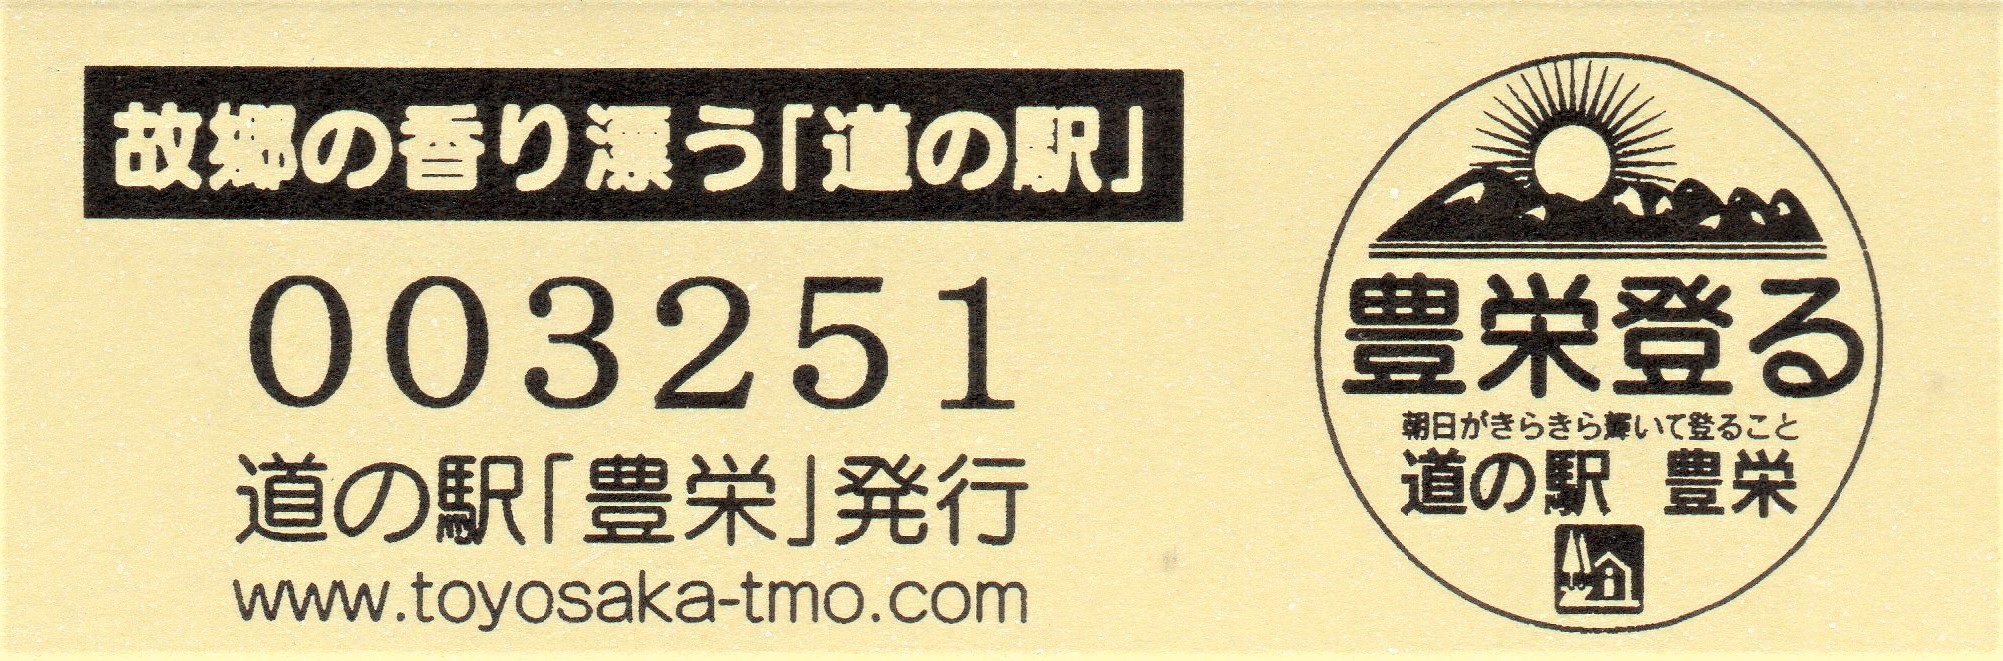 故郷の香り漂う「道の駅」
003251
道の駅「豊栄」発行
www.toyosaka-tmo.com
豊栄登る
朝日がきらきら輝いて登ること
道の駅 豊栄